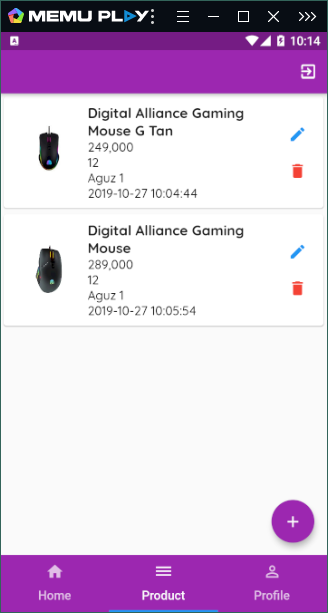 MEMU PLAY
A
10:14
Digital Alliance Gaming
Mouse G Tan
249,000
12
Aguz 1
2019-10-27 10:04:44
Digital Alliance Gaming
Mouse
289,000
12
Aguz 1
2019-10-27 10:05:54
Home
Product
Profile